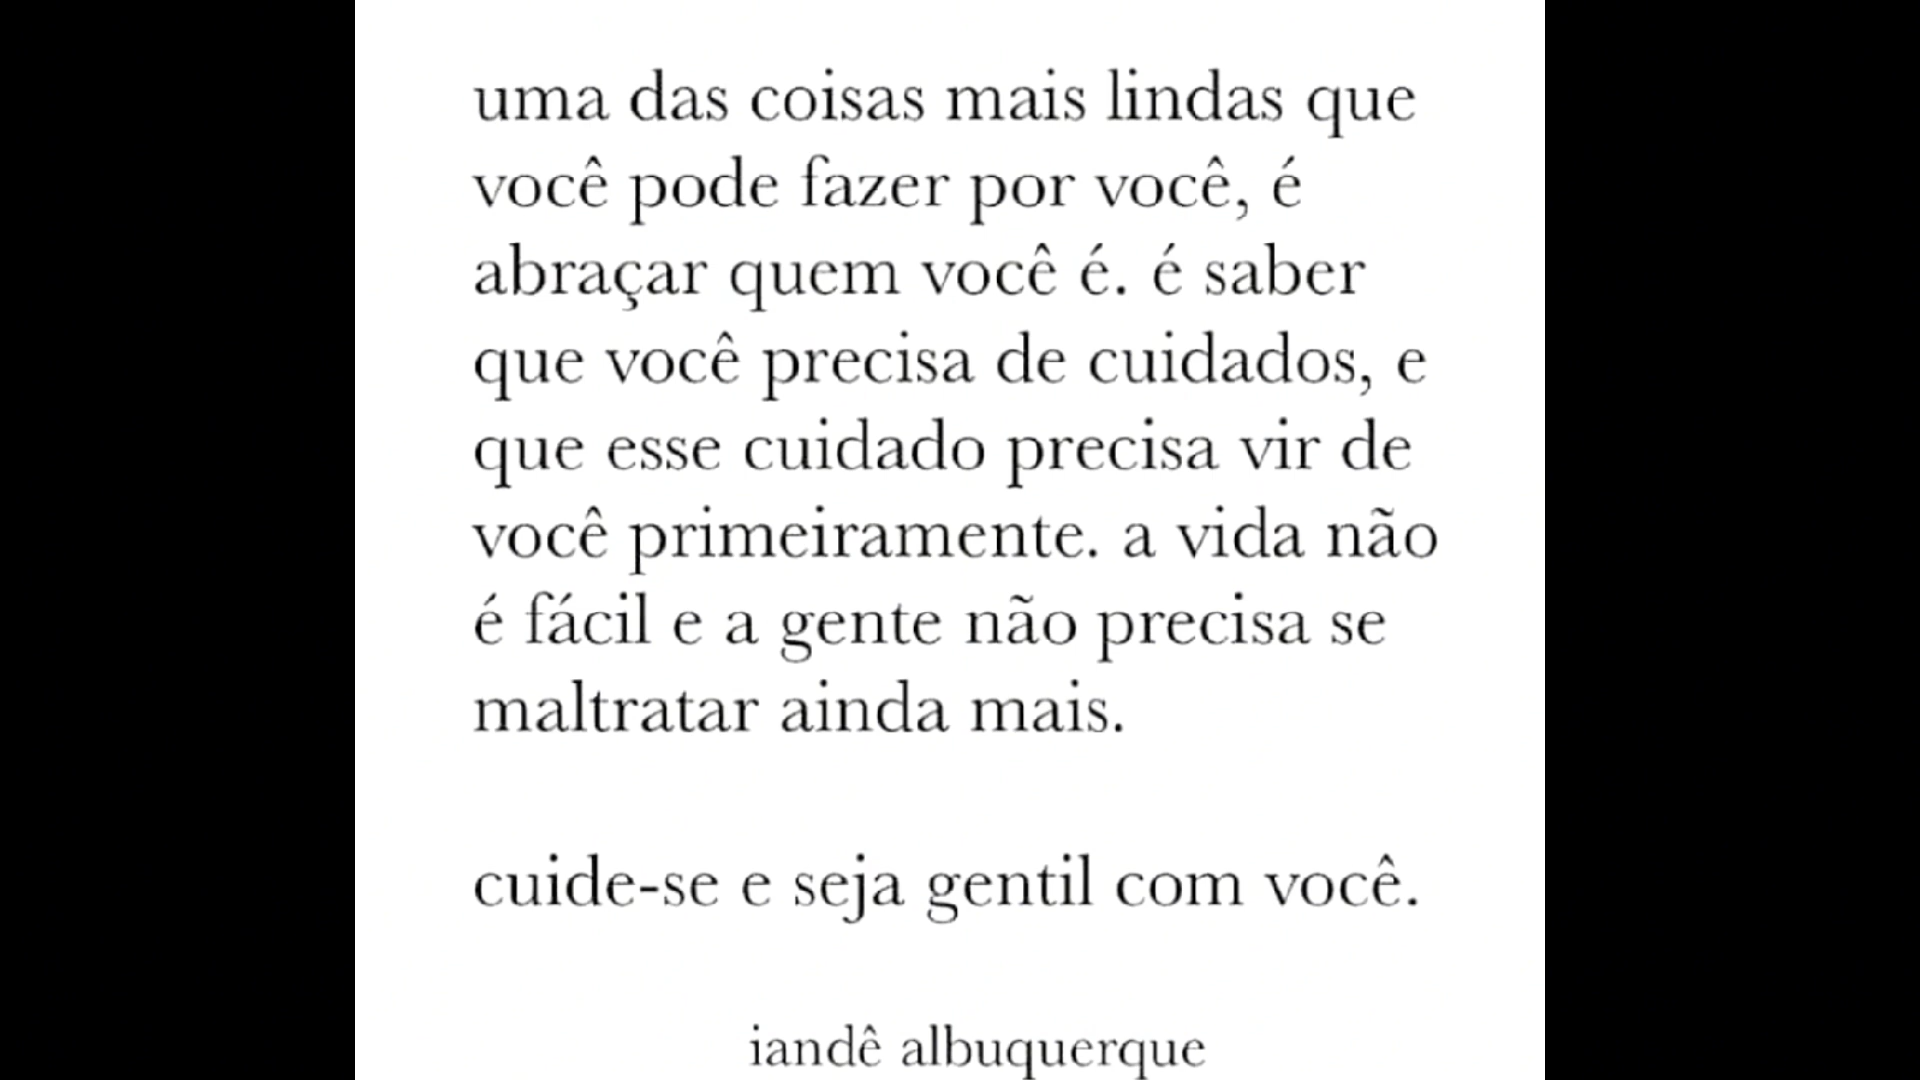 uma das coisas mais lindas que
você pode fazer por você, é
abraçar quem você é. é saber
que você precisa de cuidados, e
que esse cuidado precisa vir de
você primeiramente. a vida não
é fácil e a gente não precisa se
maltratar ainda mais.
cuide-se e seja gentil com você.
iandê albuquerque